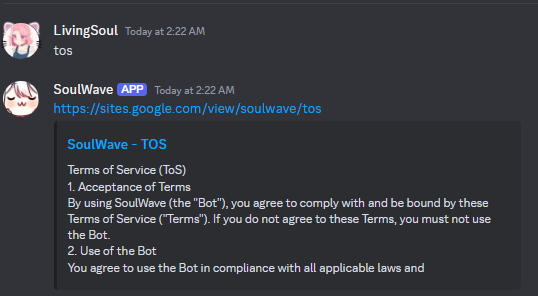 LivingSoul Today at 2:22 AM
tos
SoulWave APP Today at 2:22 AM
https://sites.google.com/view/soulwave/tos
SoulWave - TOS
Terms of Service (ToS)
1. Acceptance of Terms
By using SoulWave (the "Bot"), you agree to comply with and be bound by these
Terms of Service ("Terms"). If you do not agree to these Terms, you must not use
the Bot.
2. Use of the Bot
You agree to use the Bot in compliance with all applicable laws and